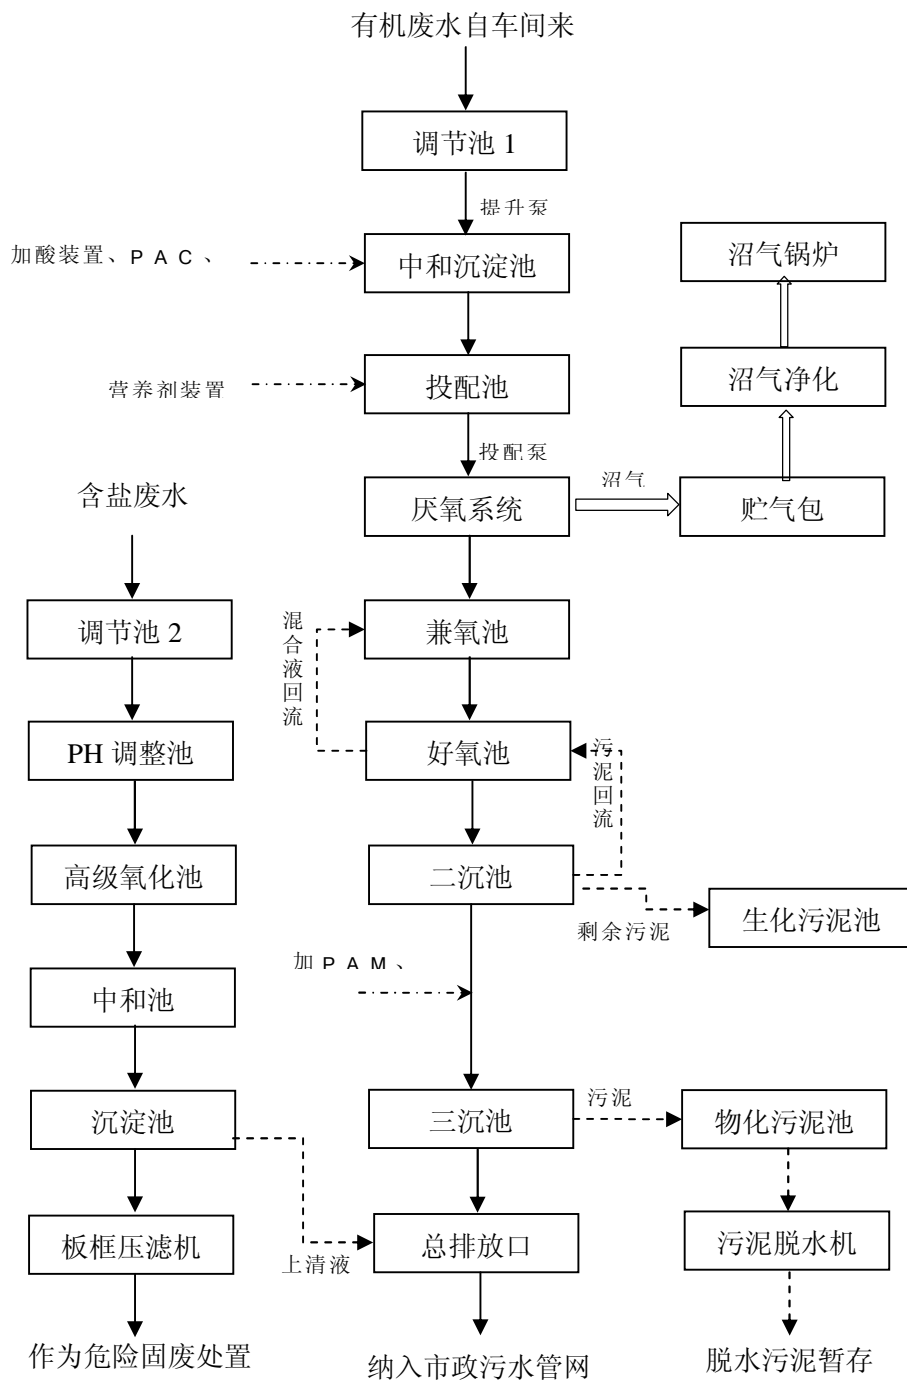 有机废水自车间来
调节池 1
提升泵
加酸装置、PAC、
中和沉淀池
沼气锅炉
营养剂装置
投配池
沼气净化
投配泵
沼气
含盐废水
厌氧系统
贮气包
调节池 2
混合液回流
兼氧池
PH 调整池
好氧池
污泥回流
高级氧化池
二沉池
剩余污泥
生化污泥池
加PAM、
中和池
沉淀池
三沉池
污泥
物化污泥池
板框压滤机
上清液
总排放口
污泥脱水机
作为危险固废处置
纳入市政污水管网
脱水污泥暂存